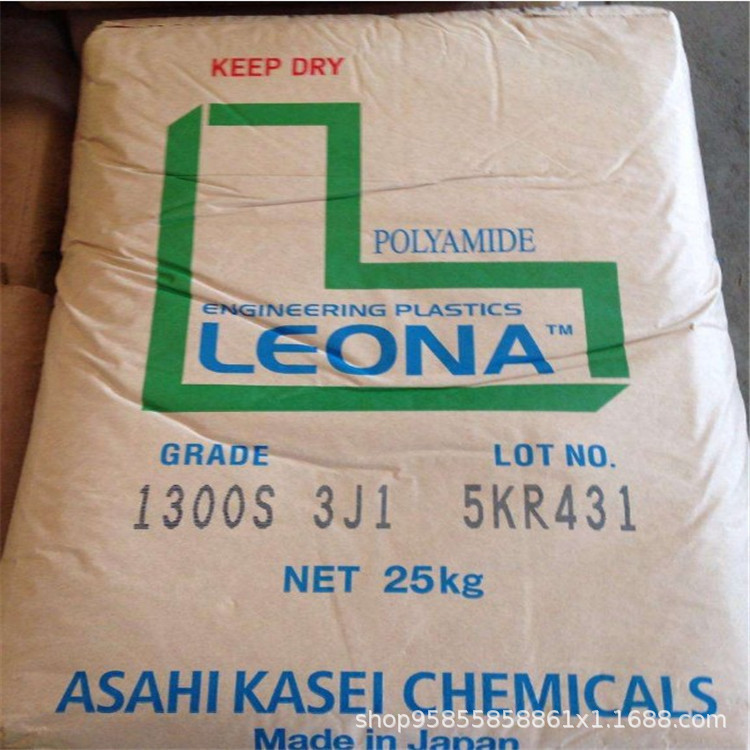 KEEP DRY
POLYAMIDE
ENGINEERING PLASTICS
LEONA™
GRADE LOT NO.
1300S 3J1 5KR431
NET 25kg
ASAHI KASEI CHEMICALS
Made in Japan
shop95855858861x1.1688.com